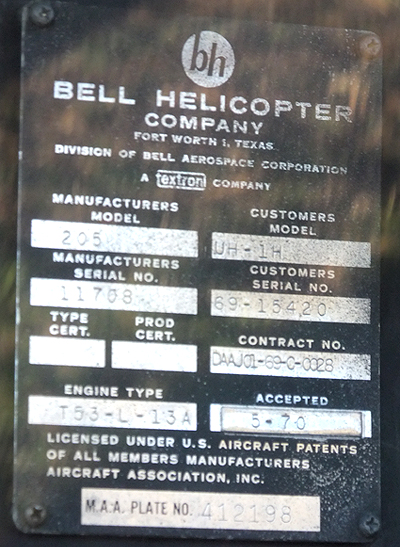 bh
BELL HELICOPTER
COMPANY
FORT WORTH 1, TEXAS
DIVISION OF BELL AEROSPACE CORPORATION
A textron COMPANY
MANUFACTURERS MODEL
205
CUSTOMERS MODEL
UH-1H
MANUFACTURERS SERIAL NO.
11708
CUSTOMERS SERIAL NO.
69-15420
TYPE CERT.
PROD CERT.
CONTRACT NO.
DAAJ01-69-C-0028
ENGINE TYPE
T53-L-13A
ACCEPTED
5-70
LICENSED UNDER U.S. AIRCRAFT PATENTS
OF ALL MEMBERS MANUFACTURERS
AIRCRAFT ASSOCIATION, INC.
M.A.A. PLATE NO. 412198